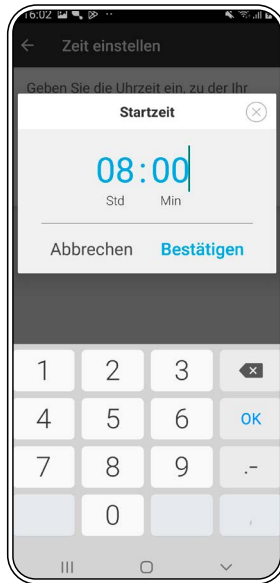 16:02
Zeit einstellen
Geben Sie die Uhrzeit ein, zu der Ihr
Startzeit
08:00
Std Min
Abbrechen Bestätigen
1 2 3
4 5 6 OK
7 8 9 .-
0 ,